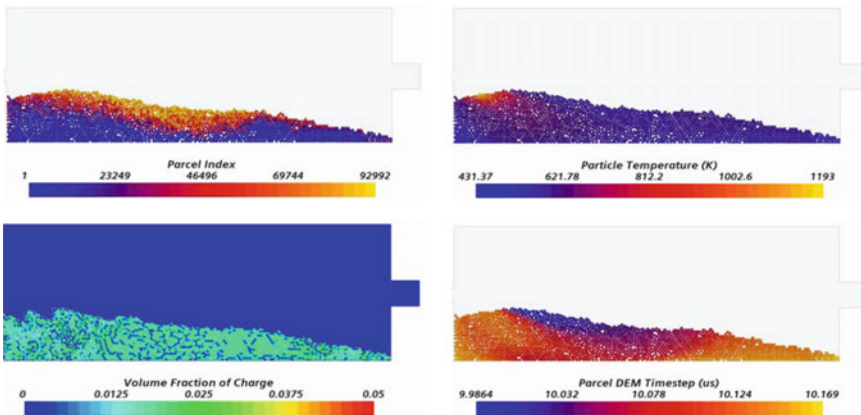 Parcel Index
1 23249 46496 69744 92992
Particle Temperature (K)
431.37 621.78 812.2 1002.6 1193
Volume Fraction of Charge
0 0.0125 0.025 0.0375 0.05
Parcel DEM Timestep (us)
9.9864 10.032 10.078 10.124 10.169